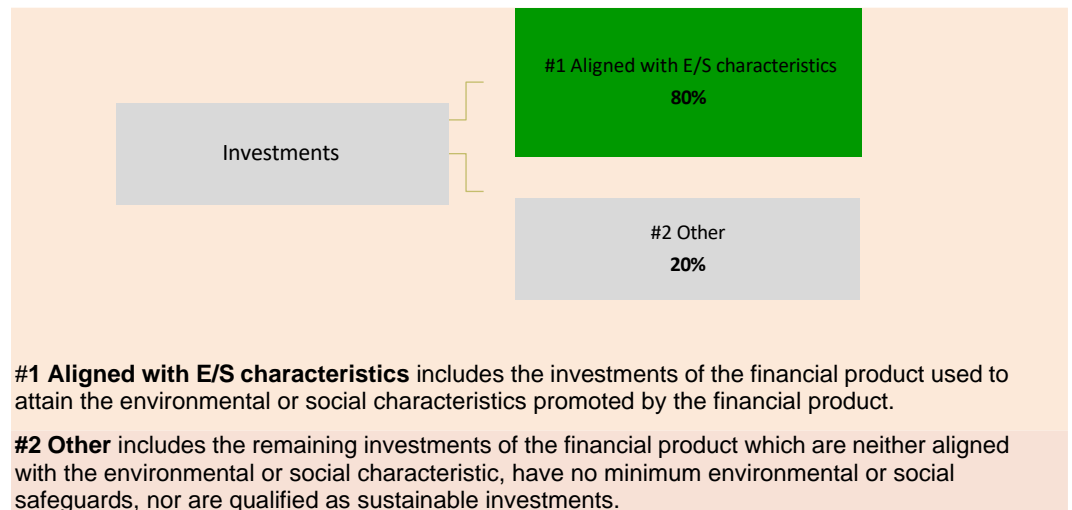 #1 Aligned with E/S characteristics
80%
Investments
#2 Other
20%
#1 Aligned with E/S characteristics includes the investments of the financial product used to
attain the environmental or social characteristics promoted by the financial product.
#2 Other includes the remaining investments of the financial product which are neither aligned
with the environmental or social characteristic, have no minimum environmental or social
safeguards, nor are qualified as sustainable investments.